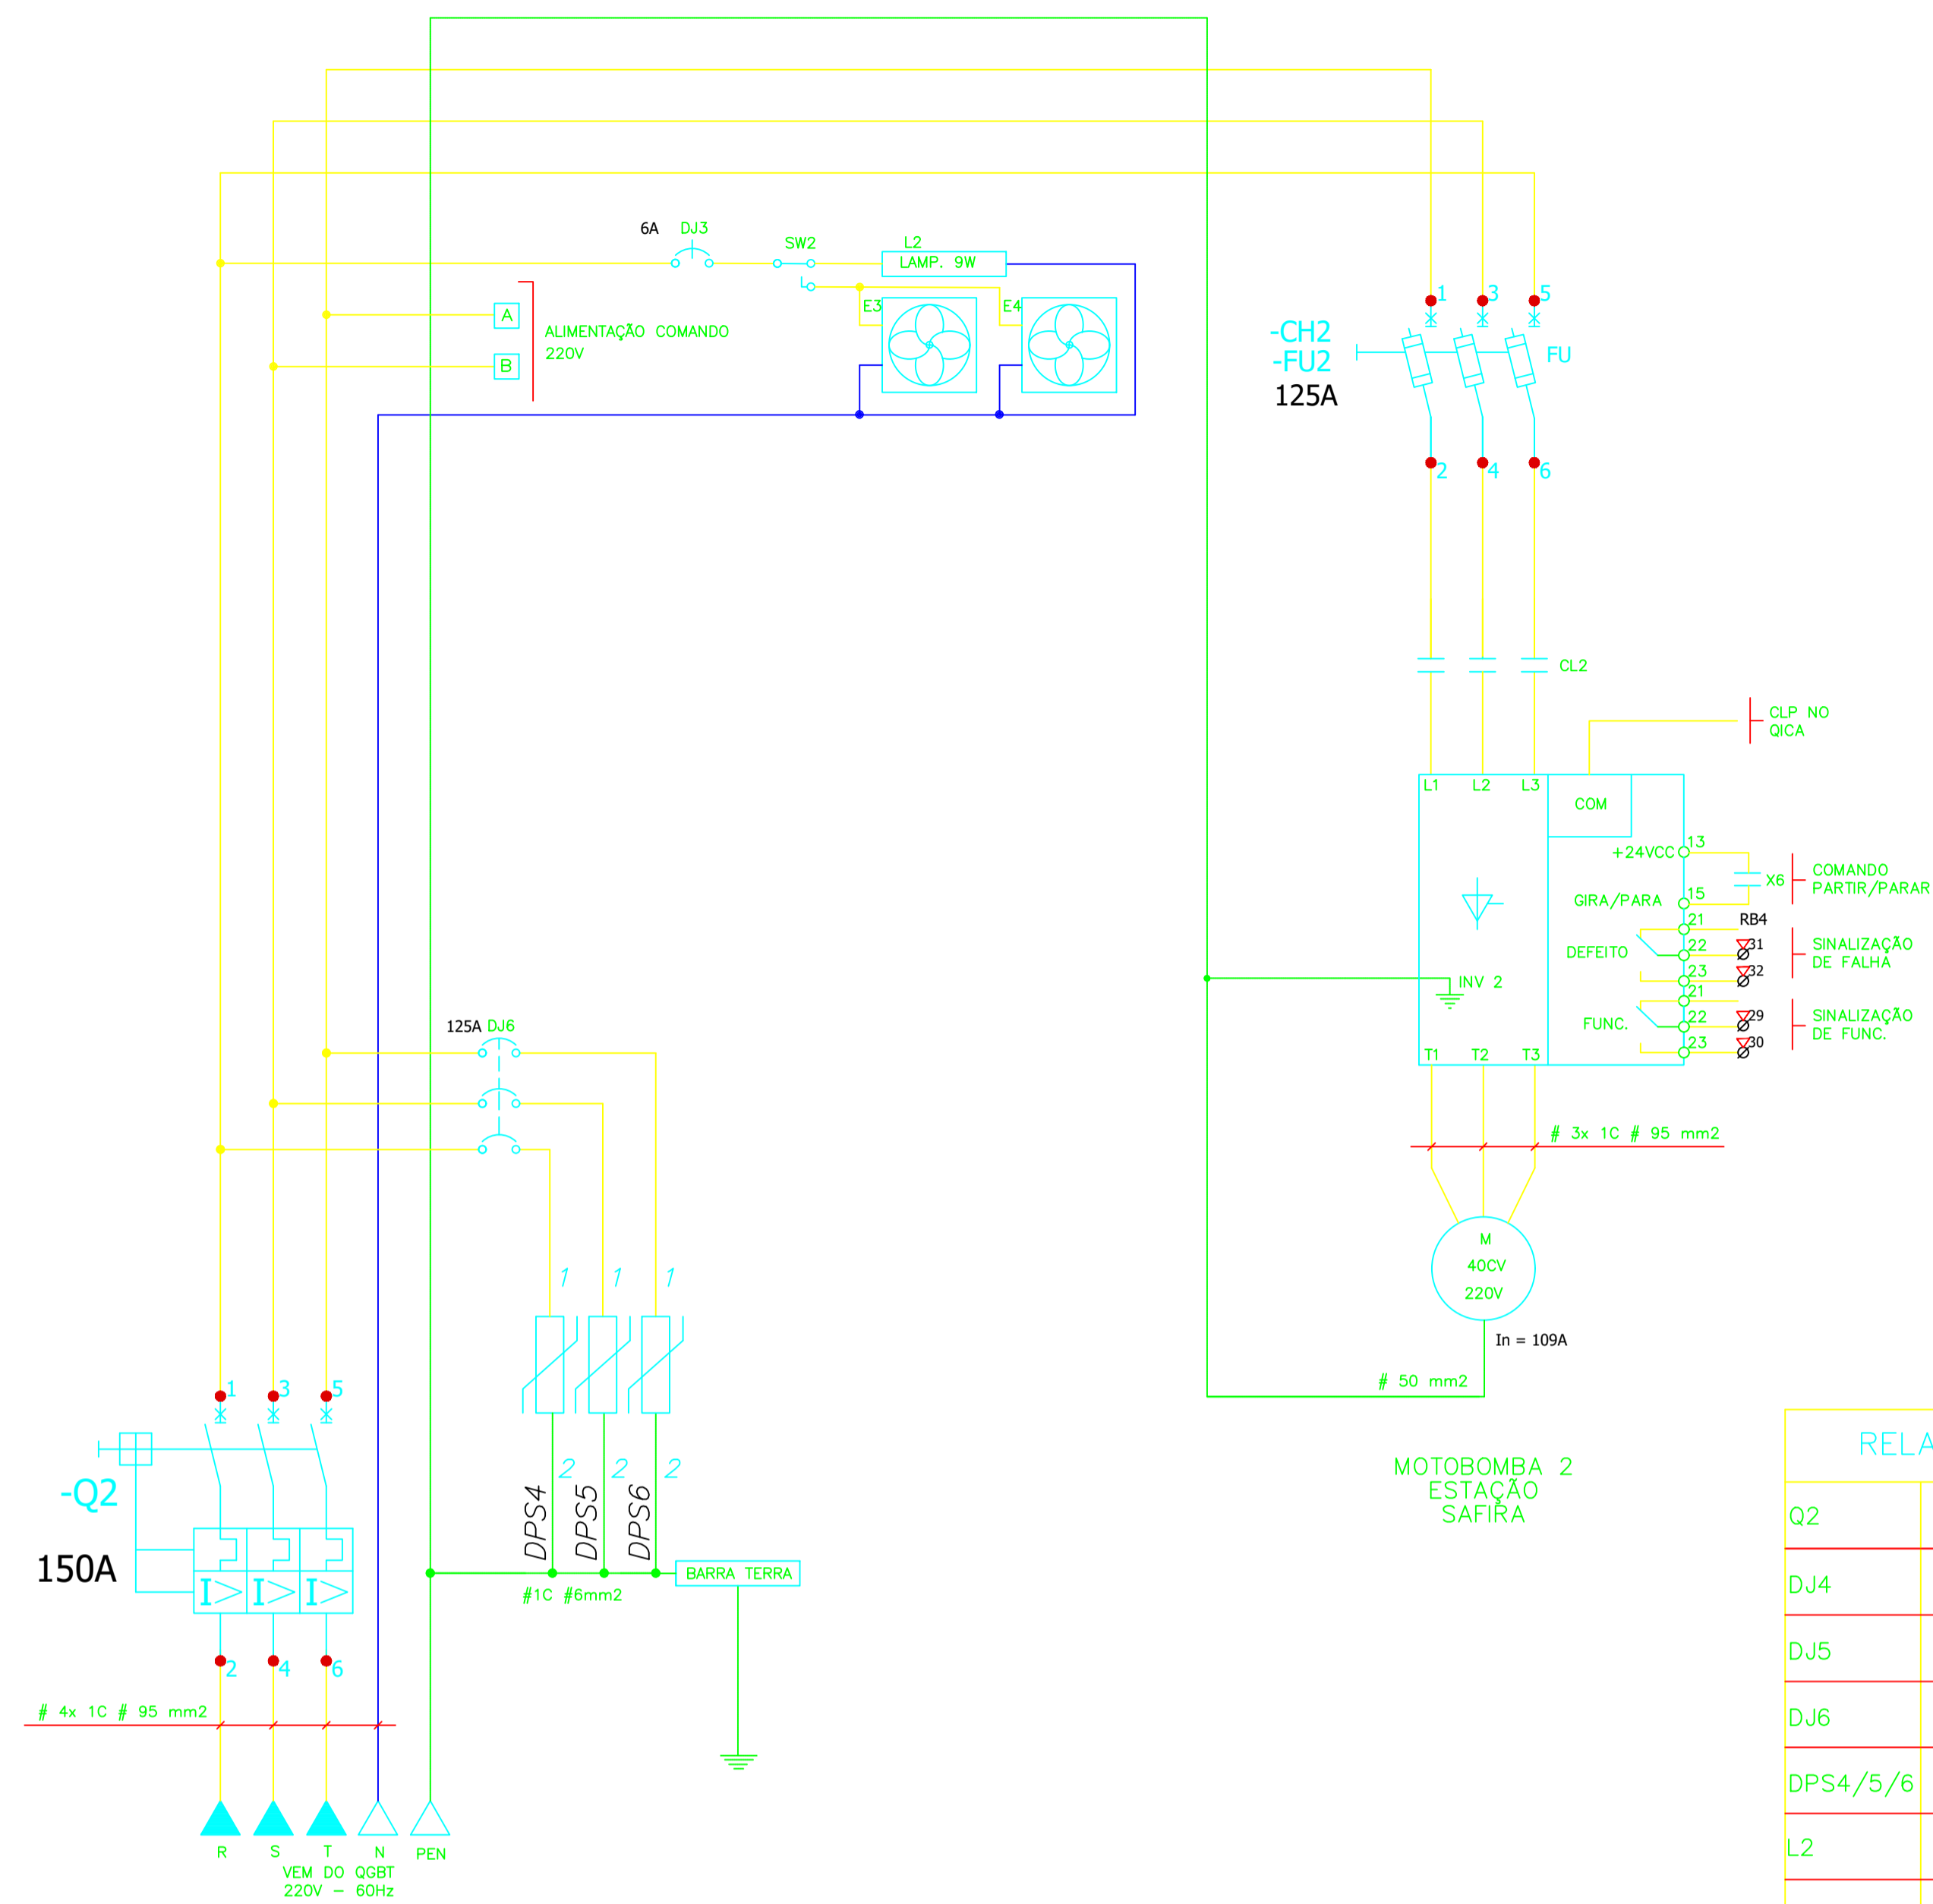 6A DJ3
SW2
L2
LAMP. 9W
A
ALIMENTAÇÃO COMANDO
220V
B
E3
E4
1 3 5
-CH2
-FU2
125A
FU
2 4 6
CL2
CLP NO
QICA
L1 L2 L3
COM
13
+24VCC
X6
COMANDO
PARTIR/PARAR
15
GIRA/PARA
21
RB4
DEFEITO
22
31
SINALIZAÇÃO
DE FALHA
23
32
INV 2
21
FUNC.
22
29
SINALIZAÇÃO
DE FUNC.
23
30
T1 T2 T3
125A DJ6
# 3x 1C # 95 mm2
M
40CV
220V
In = 109A
# 50 mm2
1 1 1
2 2 2
DPS4
DPS5
DPS6
BARRA TERRA
#1C #6mm2
1 3 5
-Q2
150A
I> I> I>
2 4 6
# 4x 1C # 95 mm2
R S T N PEN
VEM DO QGBT
220V - 60Hz
MOTOBOMBA 2
ESTAÇÃO
SAFIRA
RELA
Q2
DJ4
DJ5
DJ6
DPS4/5/6
L2